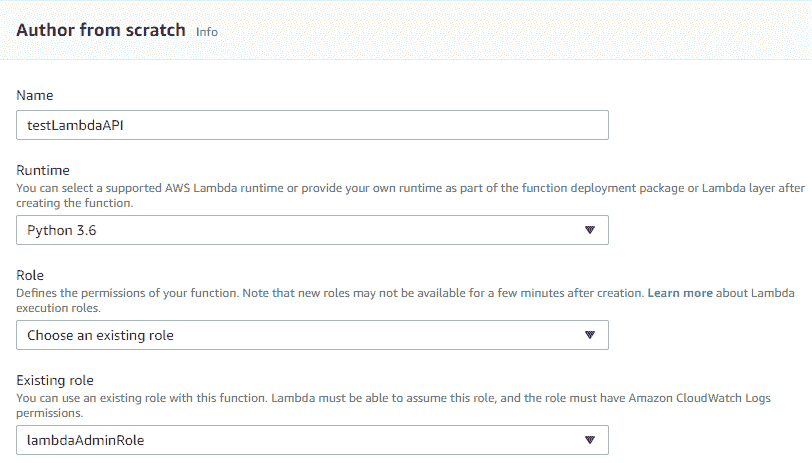 Author from scratch Info
Name
testLambdaAPI
Runtime
You can select a supported AWS Lambda runtime or provide your own runtime as part of the function deployment package or Lambda layer after
creating the function.
Python 3.6
Role
Defines the permissions of your function. Note that new roles may not be available for a few minutes after creation. Learn more about Lambda
execution roles.
Choose an existing role
Existing role
You can use an existing role with this function. Lambda must be able to assume this role, and the role must have Amazon CloudWatch Logs
permissions.
lambdaAdminRole